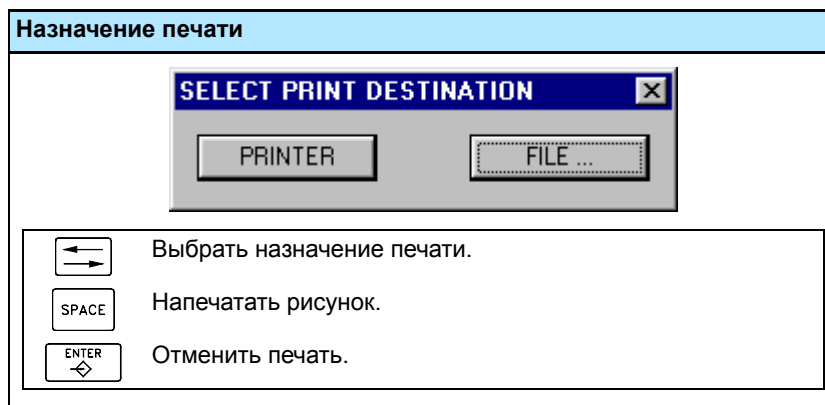 Назначение печати
SELECT PRINT DESTINATION
PRINTER
FILE ...
Выбрать назначение печати.
SPACE
Напечатать рисунок.
ENTER
Отменить печать.